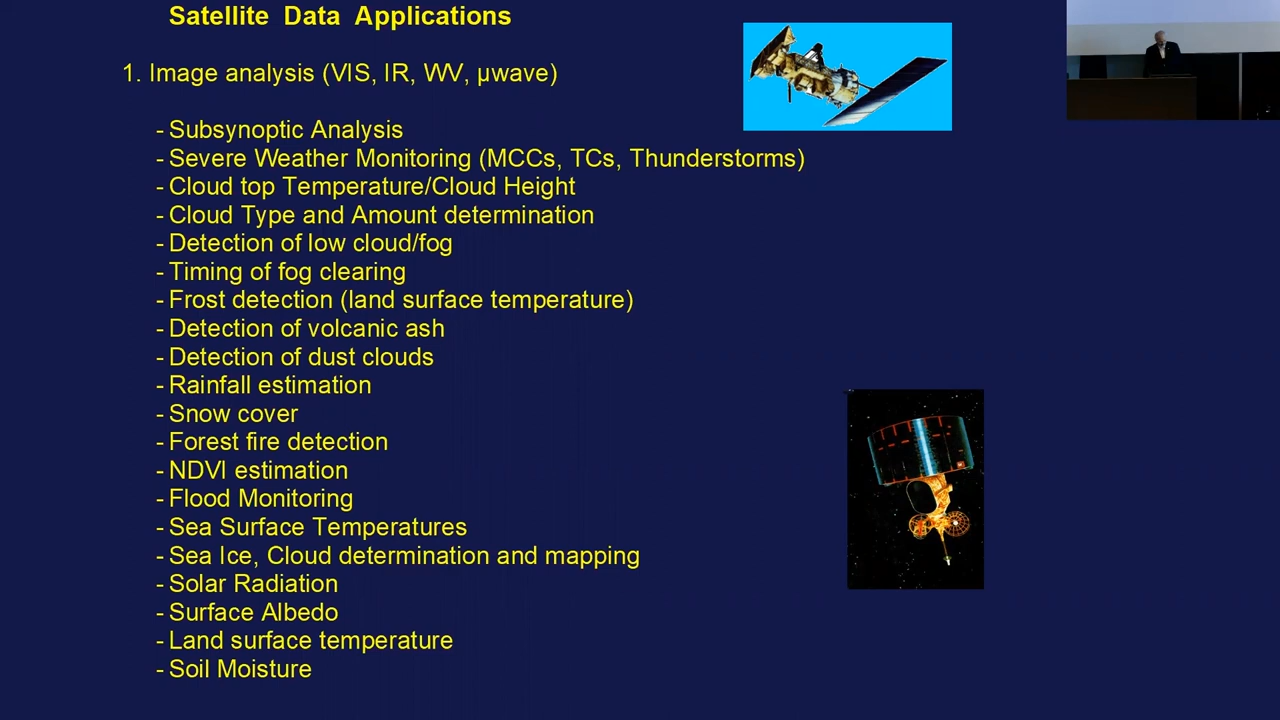 Satellite Data Applications
1. Image analysis (VIS, IR, WV, µwave)
- Subsynoptic Analysis
- Severe Weather Monitoring (MCCs, TCs, Thunderstorms)
- Cloud top Temperature/Cloud Height
- Cloud Type and Amount determination
- Detection of low cloud/fog
- Timing of fog clearing
- Frost detection (land surface temperature)
- Detection of volcanic ash
- Detection of dust clouds
- Rainfall estimation
- Snow cover
- Forest fire detection
- NDVI estimation
- Flood Monitoring
- Sea Surface Temperatures
- Sea Ice, Cloud determination and mapping
- Solar Radiation
- Surface Albedo
- Land surface temperature
- Soil Moisture